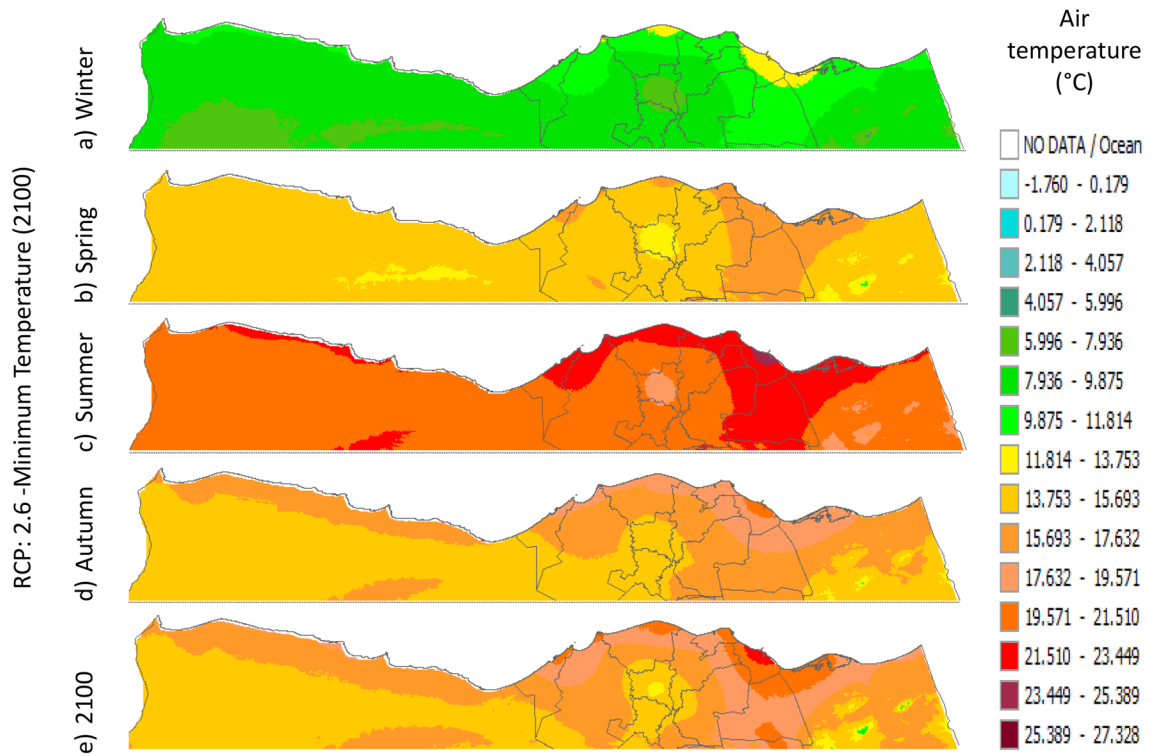 RCP: 2.6 -Minimum Temperature (2100)
a) Winter
b) Spring
c) Summer
d) Autumn
e) 2100
Air
temperature
(°C)
NO DATA / Ocean
-1.760 - 0.179
0.179 - 2.118
2.118 - 4.057
4.057 - 5.996
5.996 - 7.936
7.936 - 9.875
9.875 - 11.814
11.814 - 13.753
13.753 - 15.693
15.693 - 17.632
17.632 - 19.571
19.571 - 21.510
21.510 - 23.449
23.449 - 25.389
25.389 - 27.328